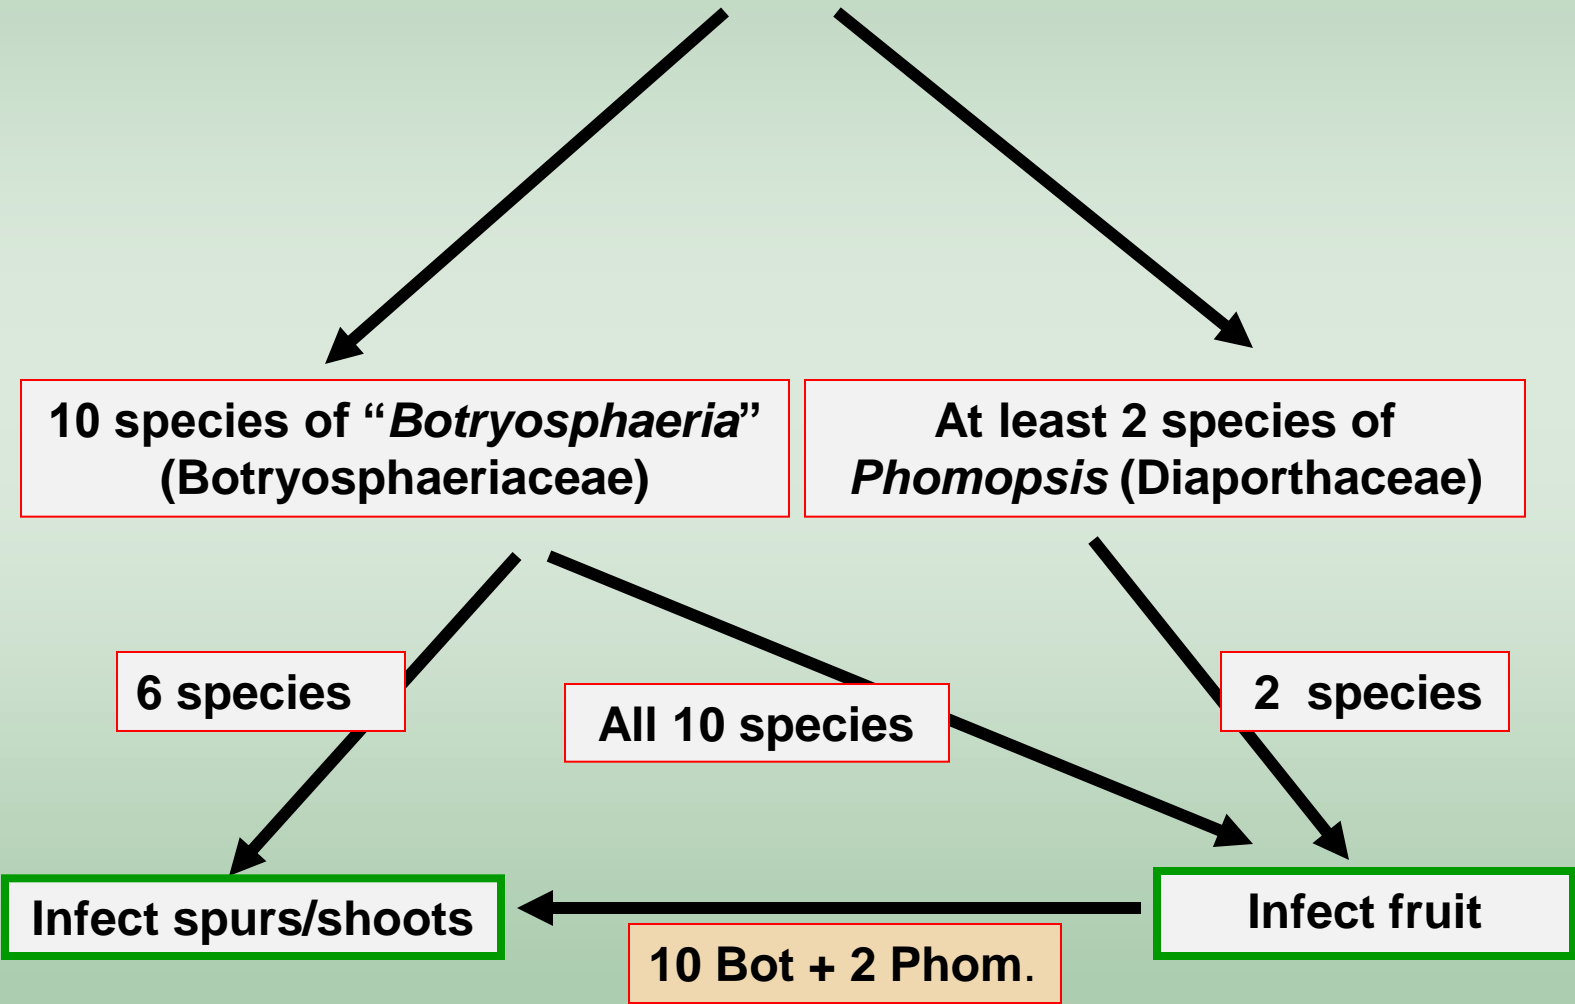 10 species of “Botryosphaeria”
(Botryosphaeriaceae)
At least 2 species of
Phomopsis (Diaporthaceae)
6 species
All 10 species
2 species
Infect spurs/shoots
Infect fruit
10 Bot + 2 Phom.